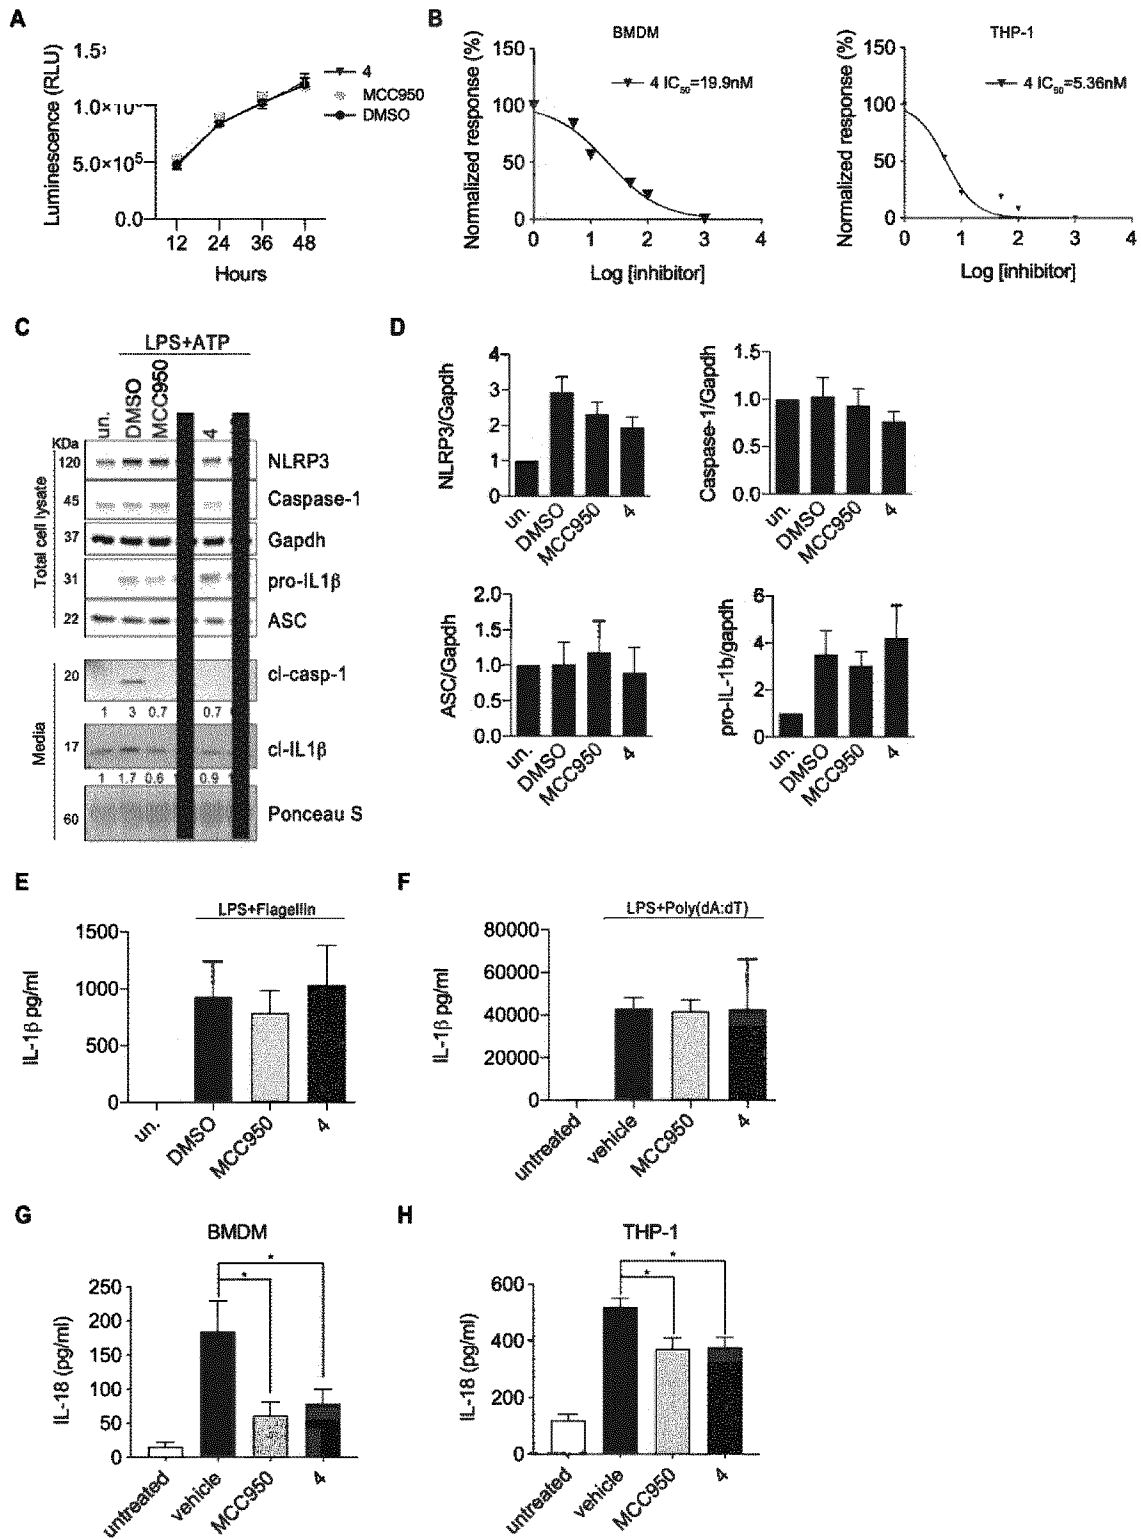 A
Luminescence (RLU)
1.5
1.0×10
5.0×10⁵
0.0
12 24 36 48
Hours
4
MCC950
DMSO
B
BMDM
Normalized response (%)
150
100
50
0
0 1 2 3 4
Log [inhibitor]
4 IC₅₀=19.9nM
THP-1
Normalized response (%)
150
100
50
0
0 1 2 3 4
Log [inhibitor]
4 IC₅₀=5.36nM
C
LPS+ATP
un. DMSO MCC950 4
KDa
Total cell lysate
120 NLRP3
45 Caspase-1
37 Gapdh
31 pro-IL1β
22 ASC
Media
20 cl-casp-1
1 3 0.7 0.7
17 cl-IL1β
1 1.7 0.6 0.9
60 Ponceau S
D
NLRP3/Gapdh
4
3
2
1
0
un. DMSO MCC950 4
Caspase-1/Gapdh
1.5
1.0
0.5
0.0
un. DMSO MCC950 4
ASC/Gapdh
2.0
1.5
1.0
0.5
0.0
un. DMSO MCC950 4
pro-IL-1b/gapdh
6
4
2
0
un. DMSO MCC950 4
E
LPS+Flagellin
IL-1β pg/ml
1500
1000
500
0
un. DMSO MCC950 4
F
LPS+Poly(dA:dT)
IL-1β pg/ml
80000
60000
40000
20000
0
untreated vehicle MCC950 4
G
BMDM
IL-18 (pg/ml)
250
200
150
100
50
0
* *
untreated vehicle MCC950 4
H
THP-1
IL-18 (pg/ml)
600
400
200
0
* *
untreated vehicle MCC950 4